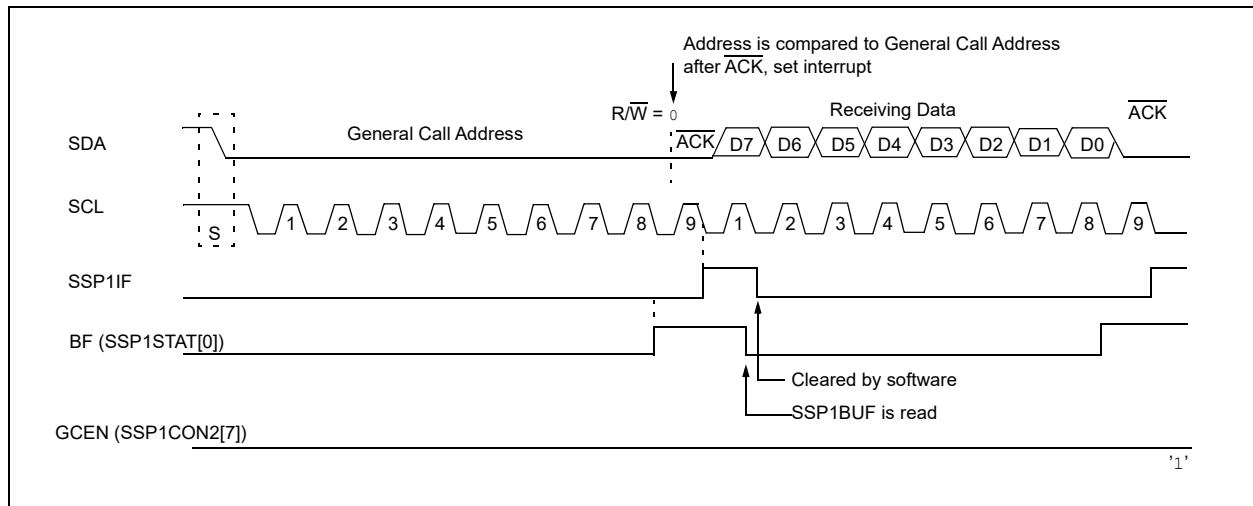 Address is compared to General Call Address
after ACK, set interrupt
R/W = 0
Receiving Data
ACK
General Call Address
SDA
ACK
D7 D6 D5 D4 D3 D2 D1 D0
SCL
S
1 2 3 4 5 6 7 8 9 1 2 3 4 5 6 7 8 9
SSP1IF
BF (SSP1STAT[0])
Cleared by software
SSP1BUF is read
GCEN (SSP1CON2[7])
'1'